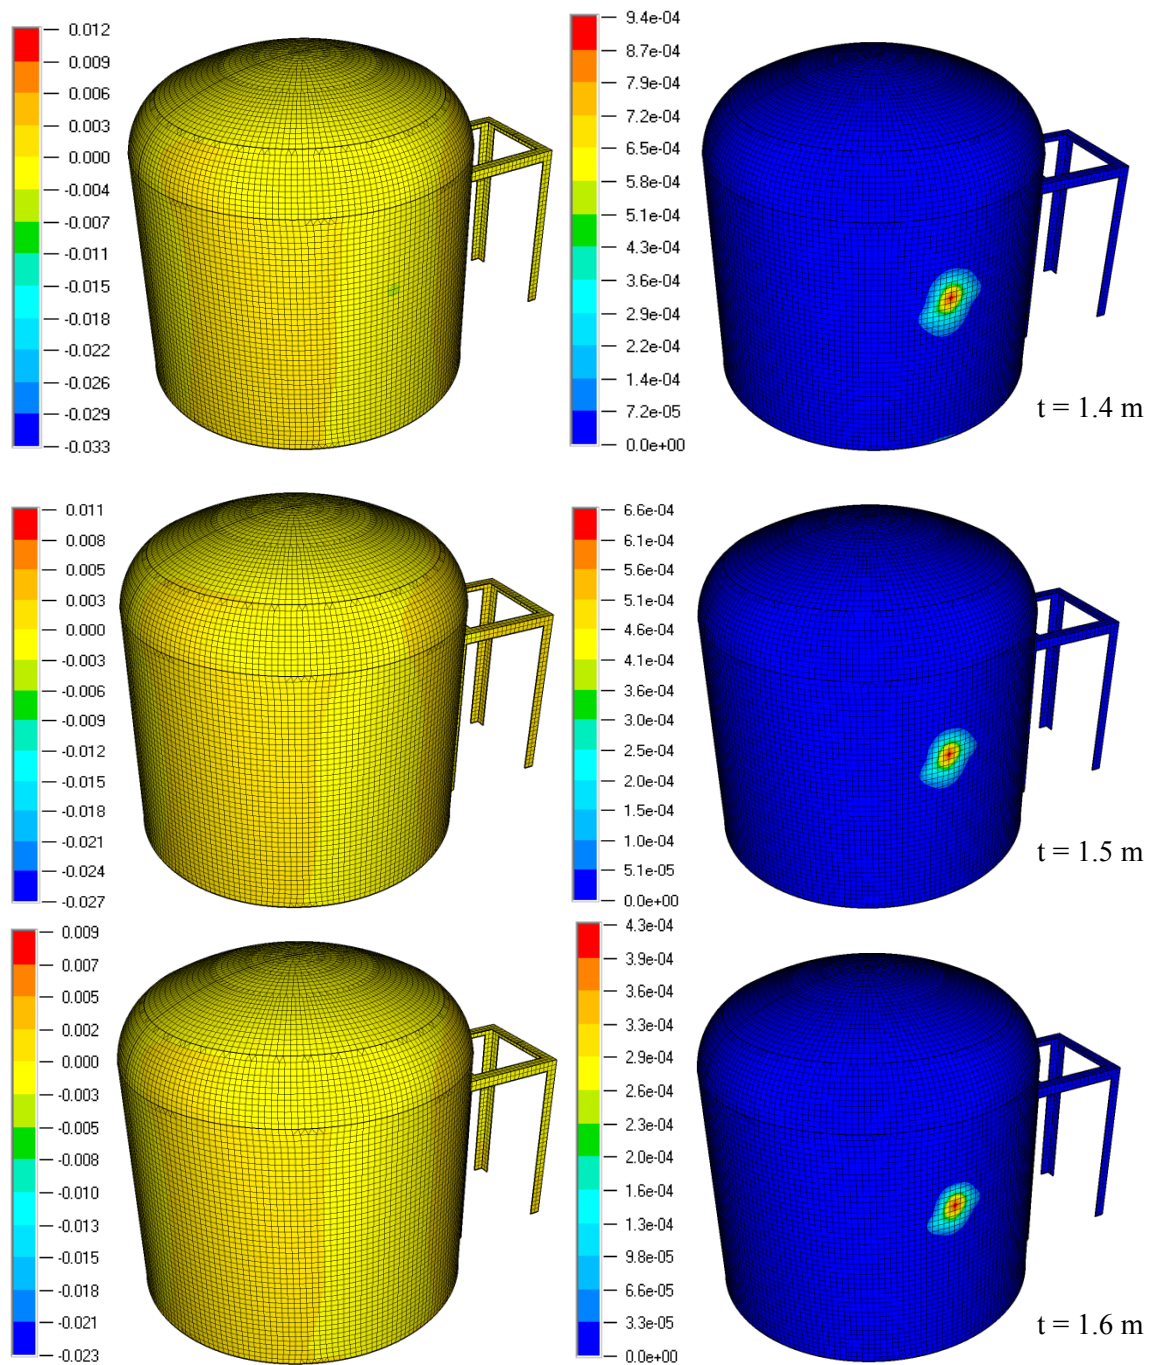 0.012
0.009
0.006
0.003
0.000
-0.004
-0.007
-0.011
-0.015
-0.018
-0.022
-0.026
-0.029
-0.033
9.4e-04
8.7e-04
7.9e-04
7.2e-04
6.5e-04
5.8e-04
5.1e-04
4.3e-04
3.6e-04
2.9e-04
2.2e-04
1.4e-04
7.2e-05
0.0e+00
t = 1.4 m
0.011
0.008
0.005
0.003
0.000
-0.003
-0.006
-0.009
-0.012
-0.015
-0.018
-0.021
-0.024
-0.027
6.6e-04
6.1e-04
5.6e-04
5.1e-04
4.6e-04
4.1e-04
3.6e-04
3.0e-04
2.5e-04
2.0e-04
1.5e-04
1.0e-04
5.1e-05
0.0e+00
t = 1.5 m
0.009
0.007
0.005
0.002
0.000
-0.003
-0.005
-0.008
-0.010
-0.013
-0.015
-0.018
-0.021
-0.023
4.3e-04
3.9e-04
3.6e-04
3.3e-04
2.9e-04
2.6e-04
2.3e-04
2.0e-04
1.6e-04
1.3e-04
9.8e-05
6.6e-05
3.3e-05
0.0e+00
t = 1.6 m